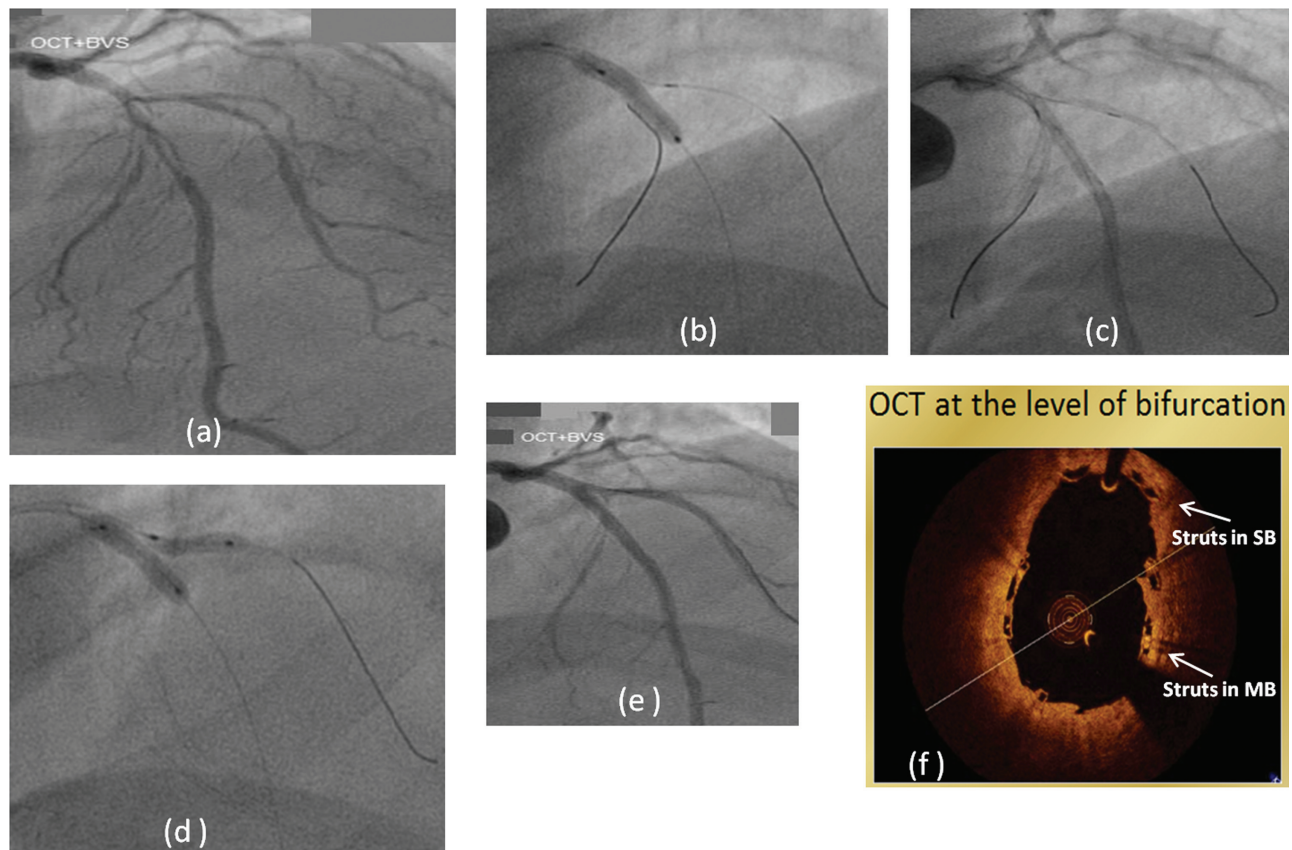 OCT+BVS
(a)
(b)
(c)
(d )
OCT+BVS
(e )
OCT at the level of bifurcation
Struts in SB
Struts in MB
(f )